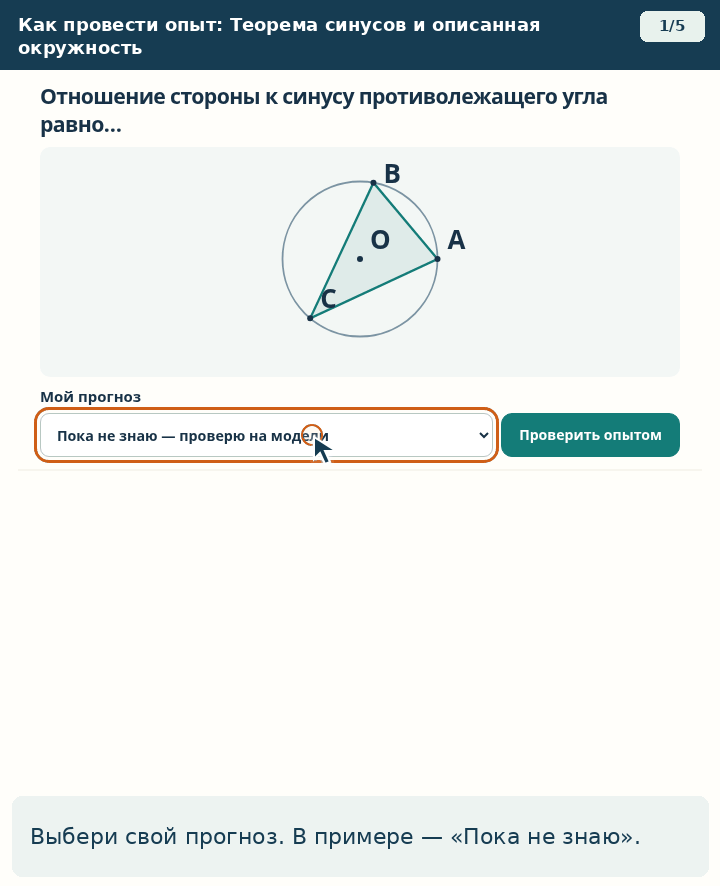 Как провести опыт: Теорема синусов и описанная
окружность
1/5
Отношение стороны к синусу противолежащего угла
равно...
B
O
A
C
Мой прогноз
Пока не знаю — проверю на модели
Проверить опытом
Выбери свой прогноз. В примере — «Пока не знаю».